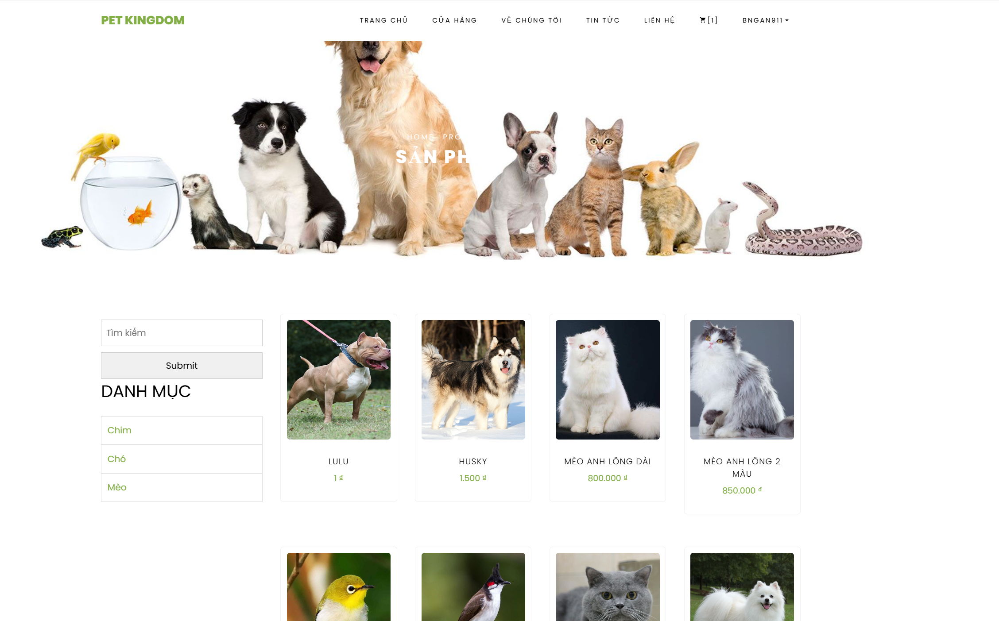 PET KINGDOM
TRANG CHỦ CỬA HÀNG VỀ CHÚNG TÔI TIN TỨC LIÊN HỆ [1] BNGAN911
HOME PRO
SẢN PH
Tìm kiếm
Submit
DANH MỤC
Chim
Chó
Mèo
LULU
1 ₫
HUSKY
1.500 ₫
MÈO ANH LÔNG DÀI
800.000 ₫
MÈO ANH LÔNG 2
MÀU
850.000 ₫